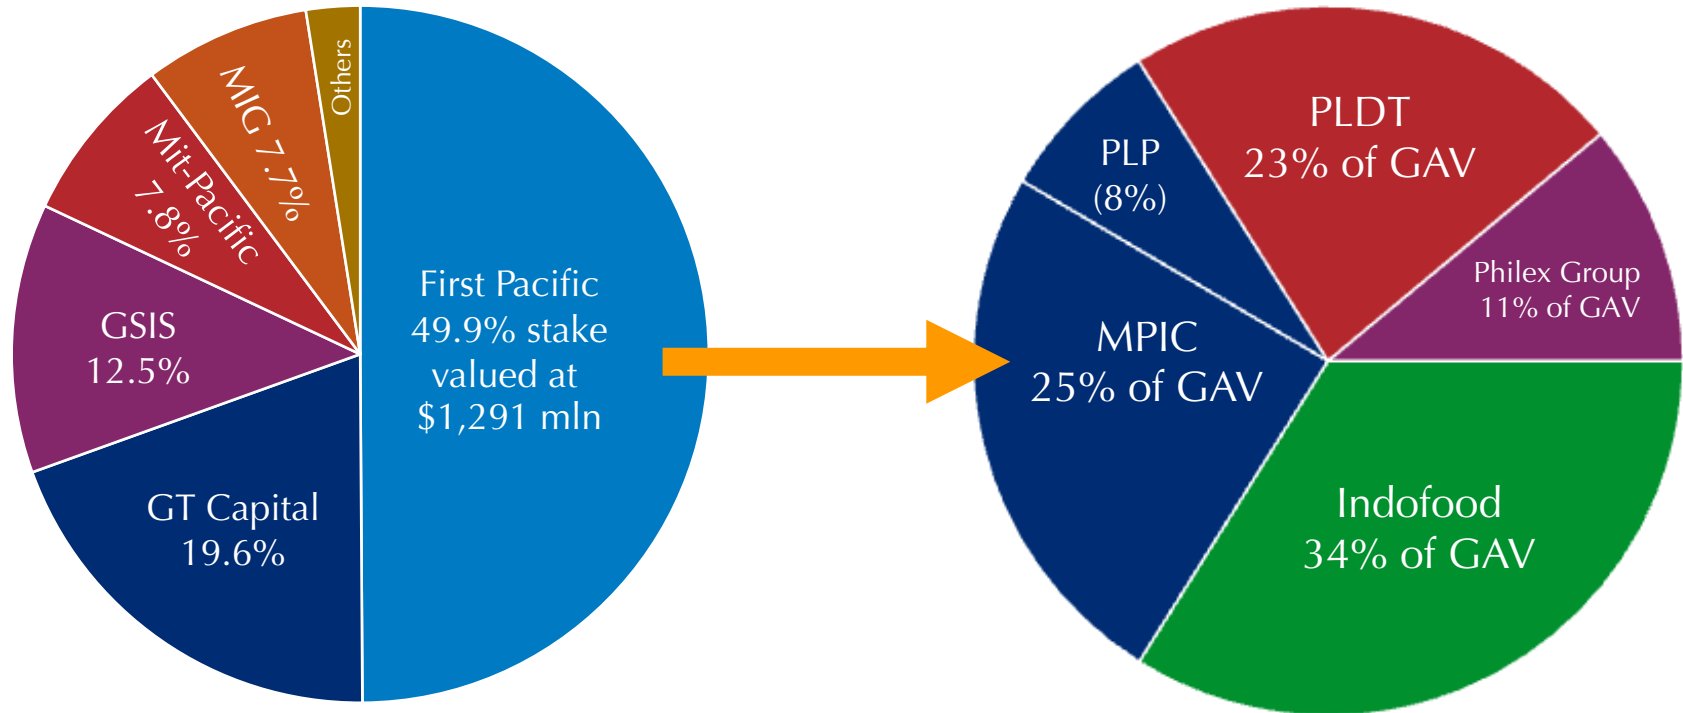 Others
MIG 7.7%
Mit-Pacific
7.8%
GSIS
12.5%
GT Capital
19.6%
First Pacific
49.9% stake
valued at
$1,291 mln
PLP
(8%)
PLDT
23% of GAV
Philex Group
11% of GAV
MPIC
25% of GAV
Indofood
34% of GAV